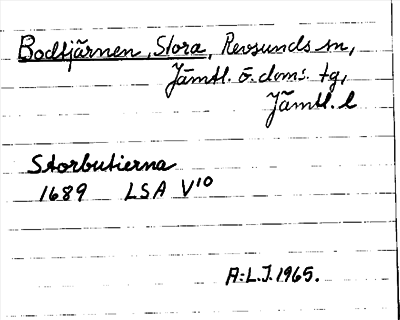 Bodtjärnen, Stora, Revsunds sn,
Jämtl. ö. doms. tg,
Jämtl. l
Storbutierna
1689 LSA V10
A:L.J. 1965.